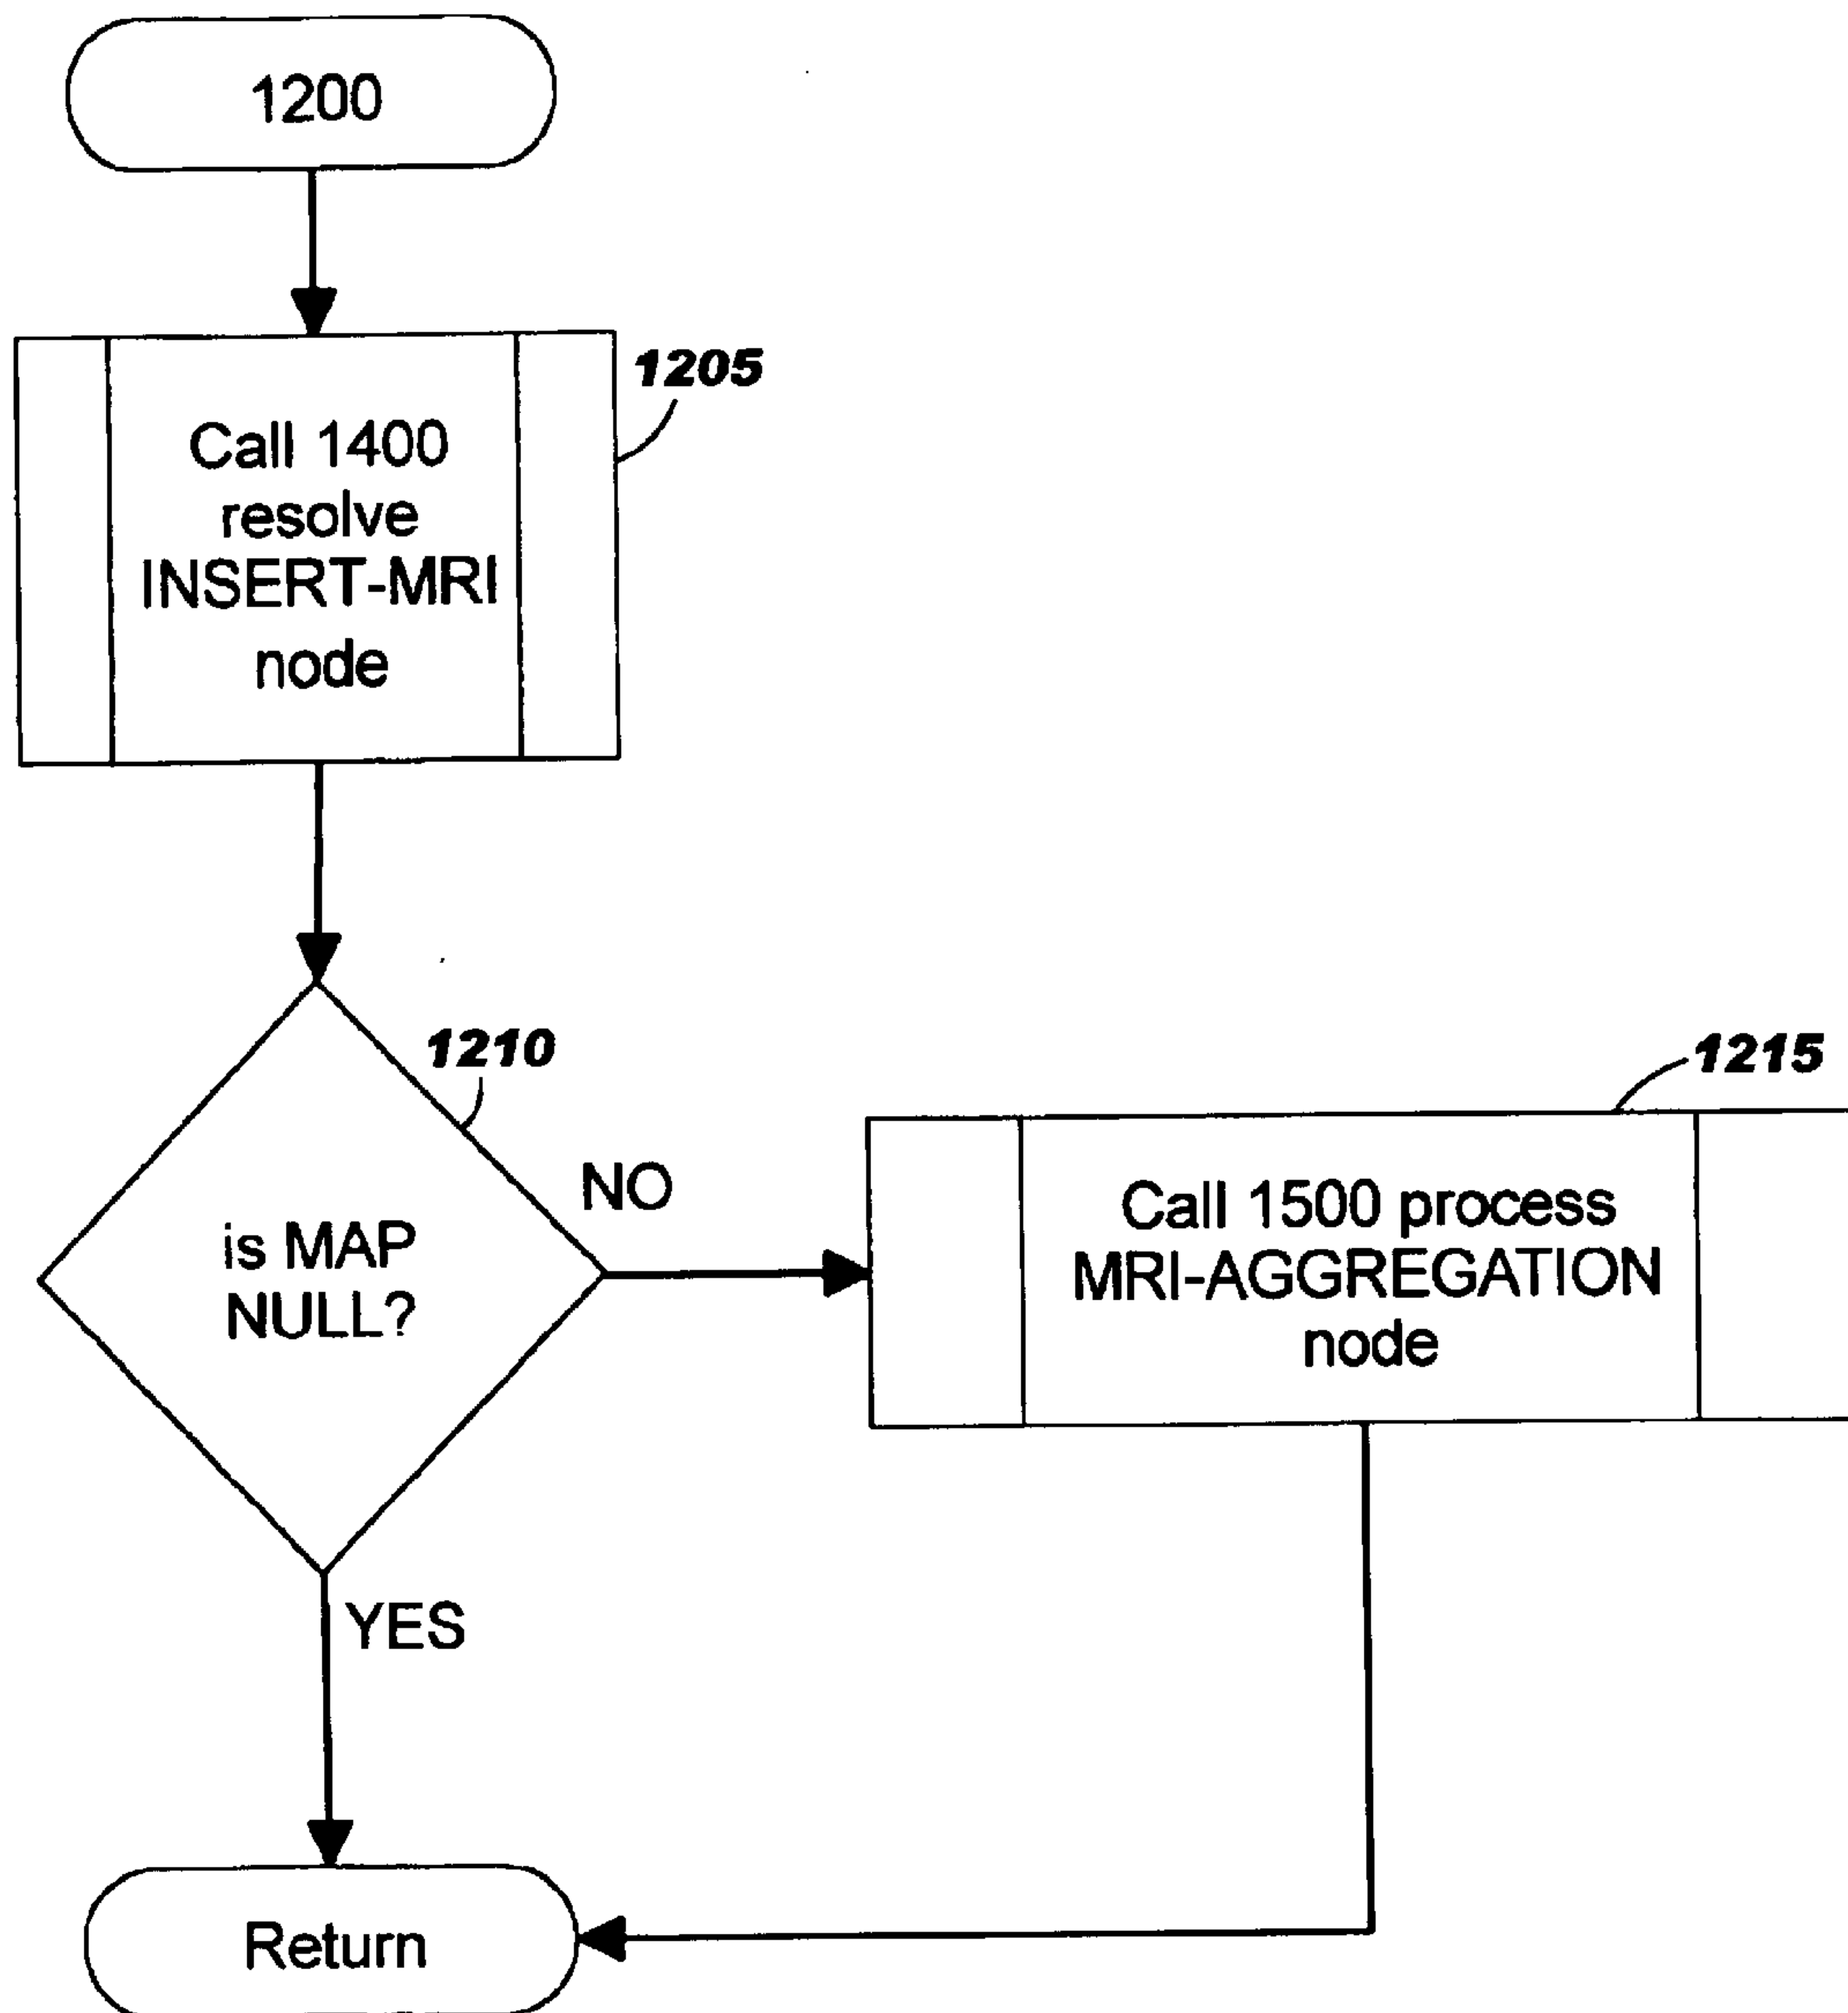 1200
1205
Call 1400
resolve
INSERT-MRI
node
1210
1215
NO
is MAP
NULL?
Call 1500 process
MRI-AGGREGATION
node
YES
Return